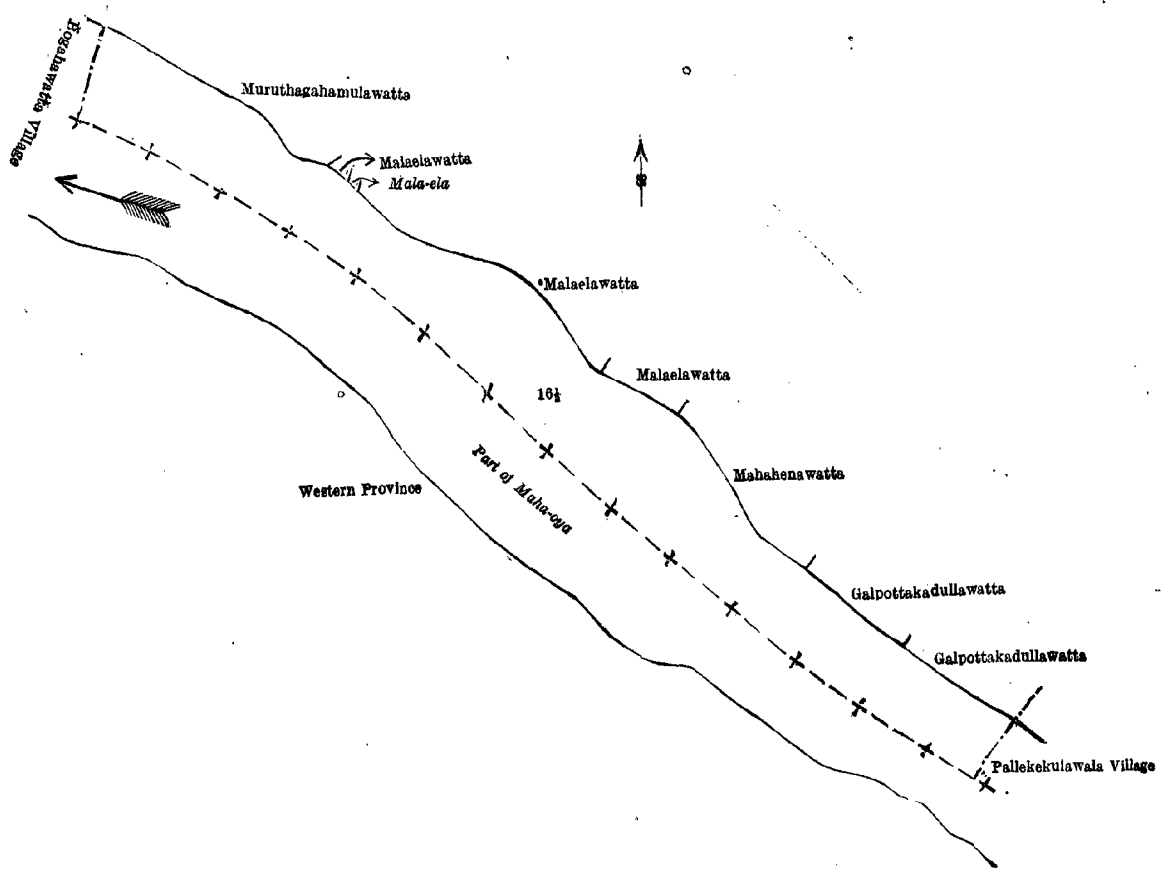 Bogahawatta Village
Muruthagahamulawatta
Malaelawatta
Mala-ela
Malaelawatta
Malaelawatta
16½
Part of Maha-oya
Mahahenawatta
Western Province
Galpottakadullawatta
Galpottakadullawatta
Pallekekulawala Village